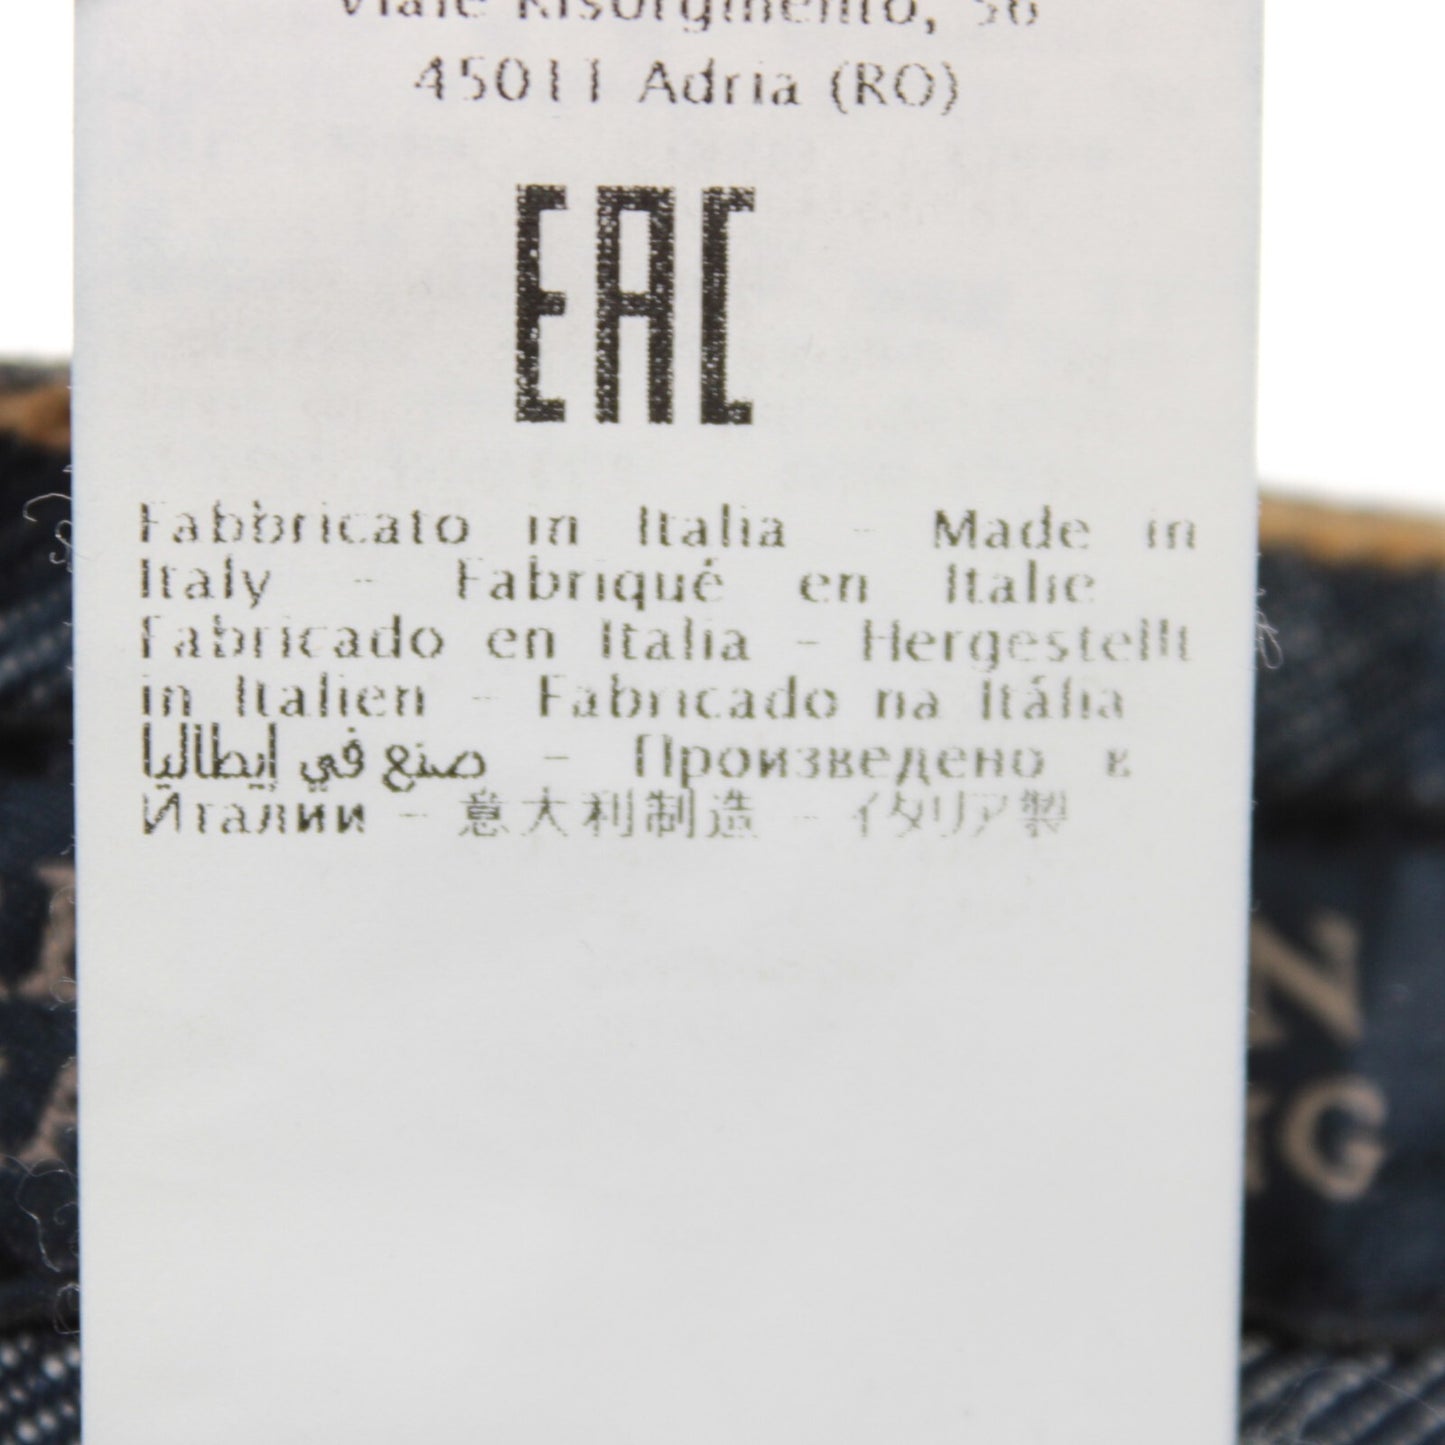 Viale Risorgimento, 36
45011 Adria (RO)
EAC
Fabbricato in Italia - Made in
Italy - Fabriqué en Italie
Fabricado en Italia - Hergestellt
in Italien - Fabricado na Itália
صنع في إيطاليا - Произведено в
Италии - 意大利制造 - イタリア製
N
G